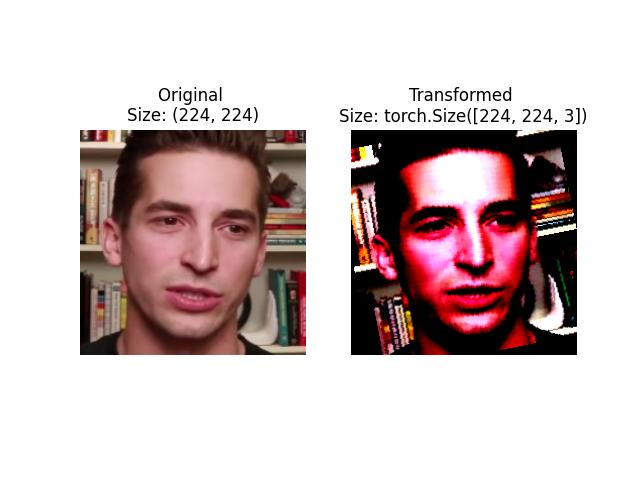 Original
Size: (224, 224)
Transformed
Size: torch.Size([224, 224, 3])